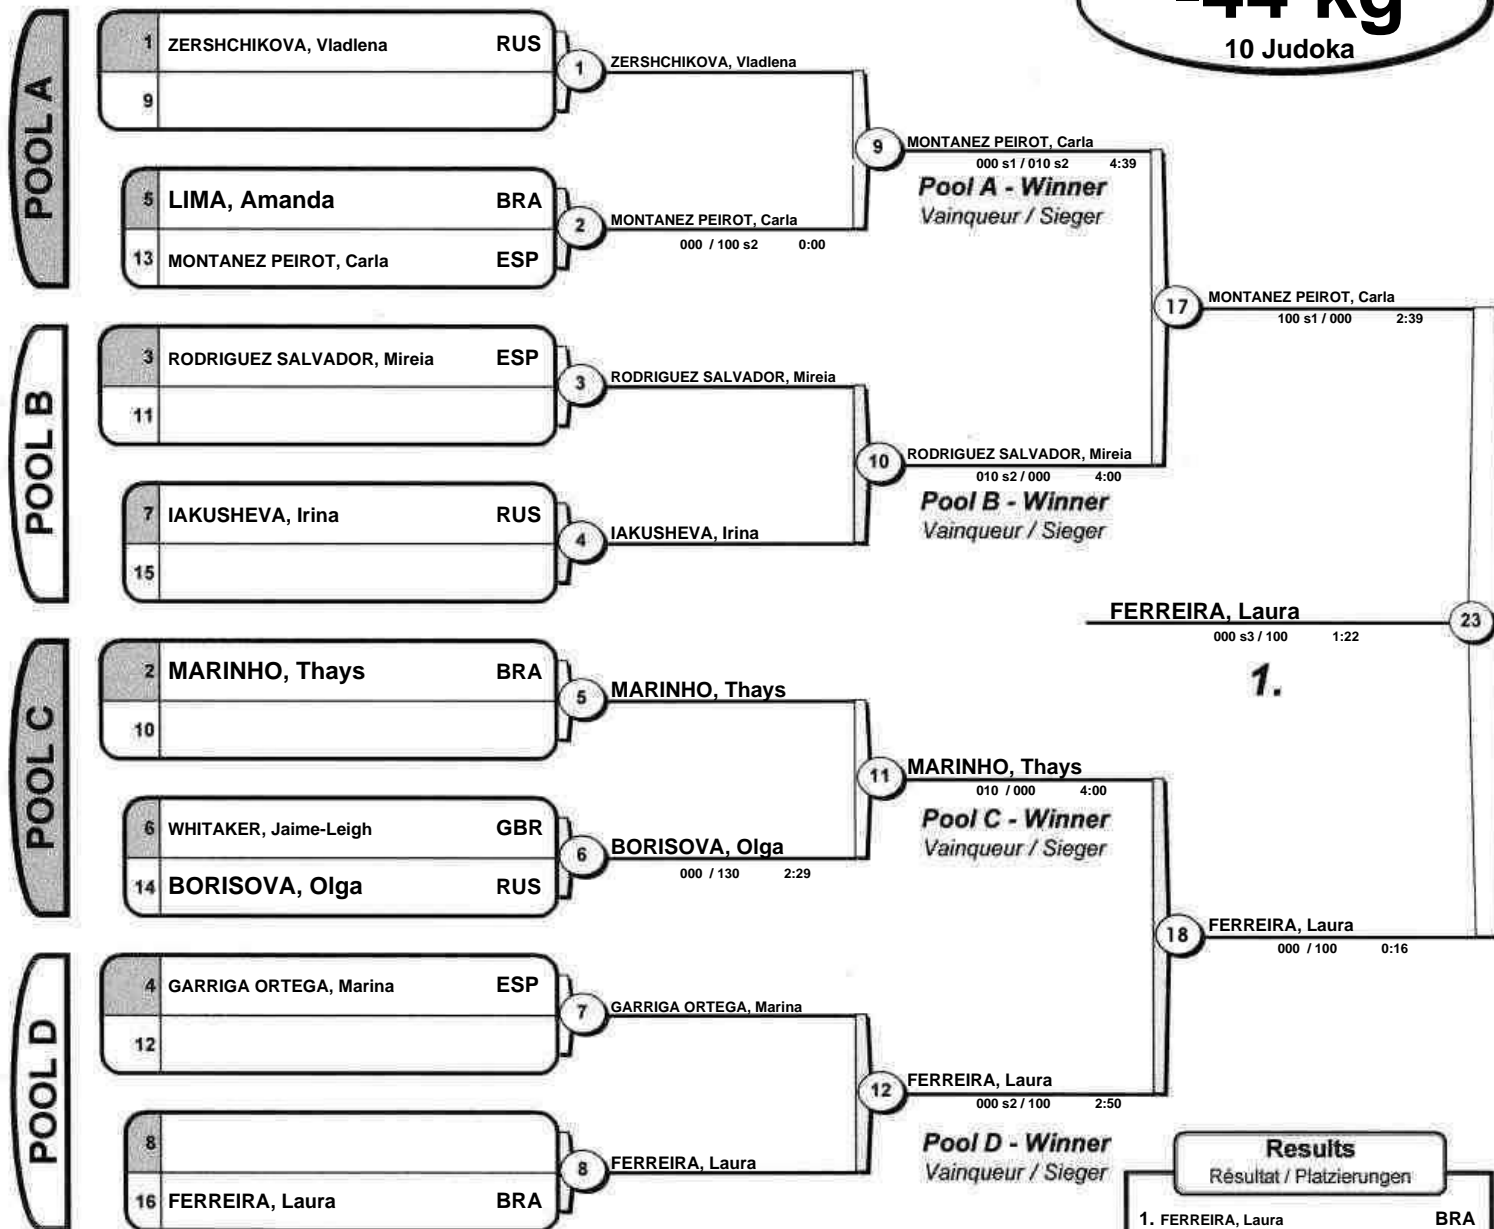 -44 kg
10 Judoka
POOL A
1 ZERSHCHIKOVA, Vladlena RUS
9
5 LIMA, Amanda BRA
13 MONTANEZ PEIROT, Carla ESP
1
ZERSHCHIKOVA, Vladlena
2
MONTANEZ PEIROT, Carla
000 / 100 s2 0:00
9
MONTANEZ PEIROT, Carla
000 s1 / 010 s2 4:39
Pool A - Winner
Vainqueur / Sieger
POOL B
3 RODRIGUEZ SALVADOR, Mireia ESP
11
7 IAKUSHEVA, Irina RUS
15
3
RODRIGUEZ SALVADOR, Mireia
4
IAKUSHEVA, Irina
10
RODRIGUEZ SALVADOR, Mireia
010 s2 / 000 4:00
Pool B - Winner
Vainqueur / Sieger
17
MONTANEZ PEIROT, Carla
100 s1 / 000 2:39
FERREIRA, Laura
000 s3 / 100 1:22
23
1.
POOL C
2 MARINHO, Thays BRA
10
6 WHITAKER, Jaime-Leigh GBR
14 BORISOVA, Olga RUS
5
MARINHO, Thays
6
BORISOVA, Olga
000 / 130 2:29
11
MARINHO, Thays
010 / 000 4:00
Pool C - Winner
Vainqueur / Sieger
POOL D
4 GARRIGA ORTEGA, Marina ESP
12
8
16 FERREIRA, Laura BRA
7
GARRIGA ORTEGA, Marina
8
FERREIRA, Laura
12
FERREIRA, Laura
000 s2 / 100 2:50
Pool D - Winner
Vainqueur / Sieger
18
FERREIRA, Laura
000 / 100 0:16
Results
Résultat / Platzierungen
1. FERREIRA, Laura BRA